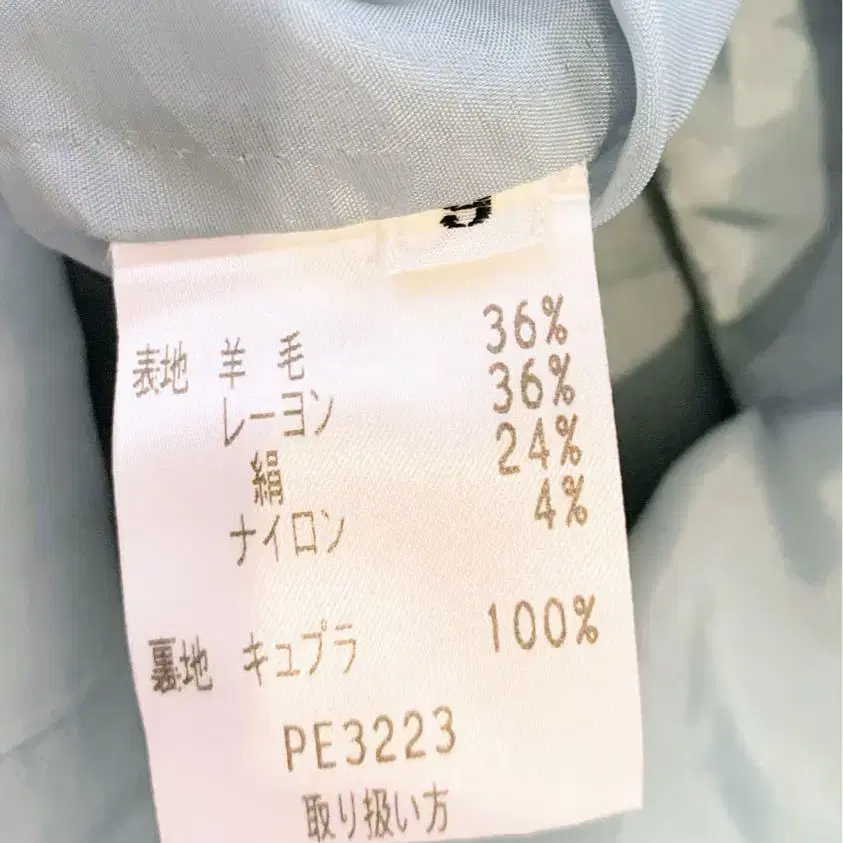 表地 羊毛 36%
レーヨン 36%
絹 24%
ナイロン 4%
裏地 キュプラ 100%
PE3223
取り扱い方